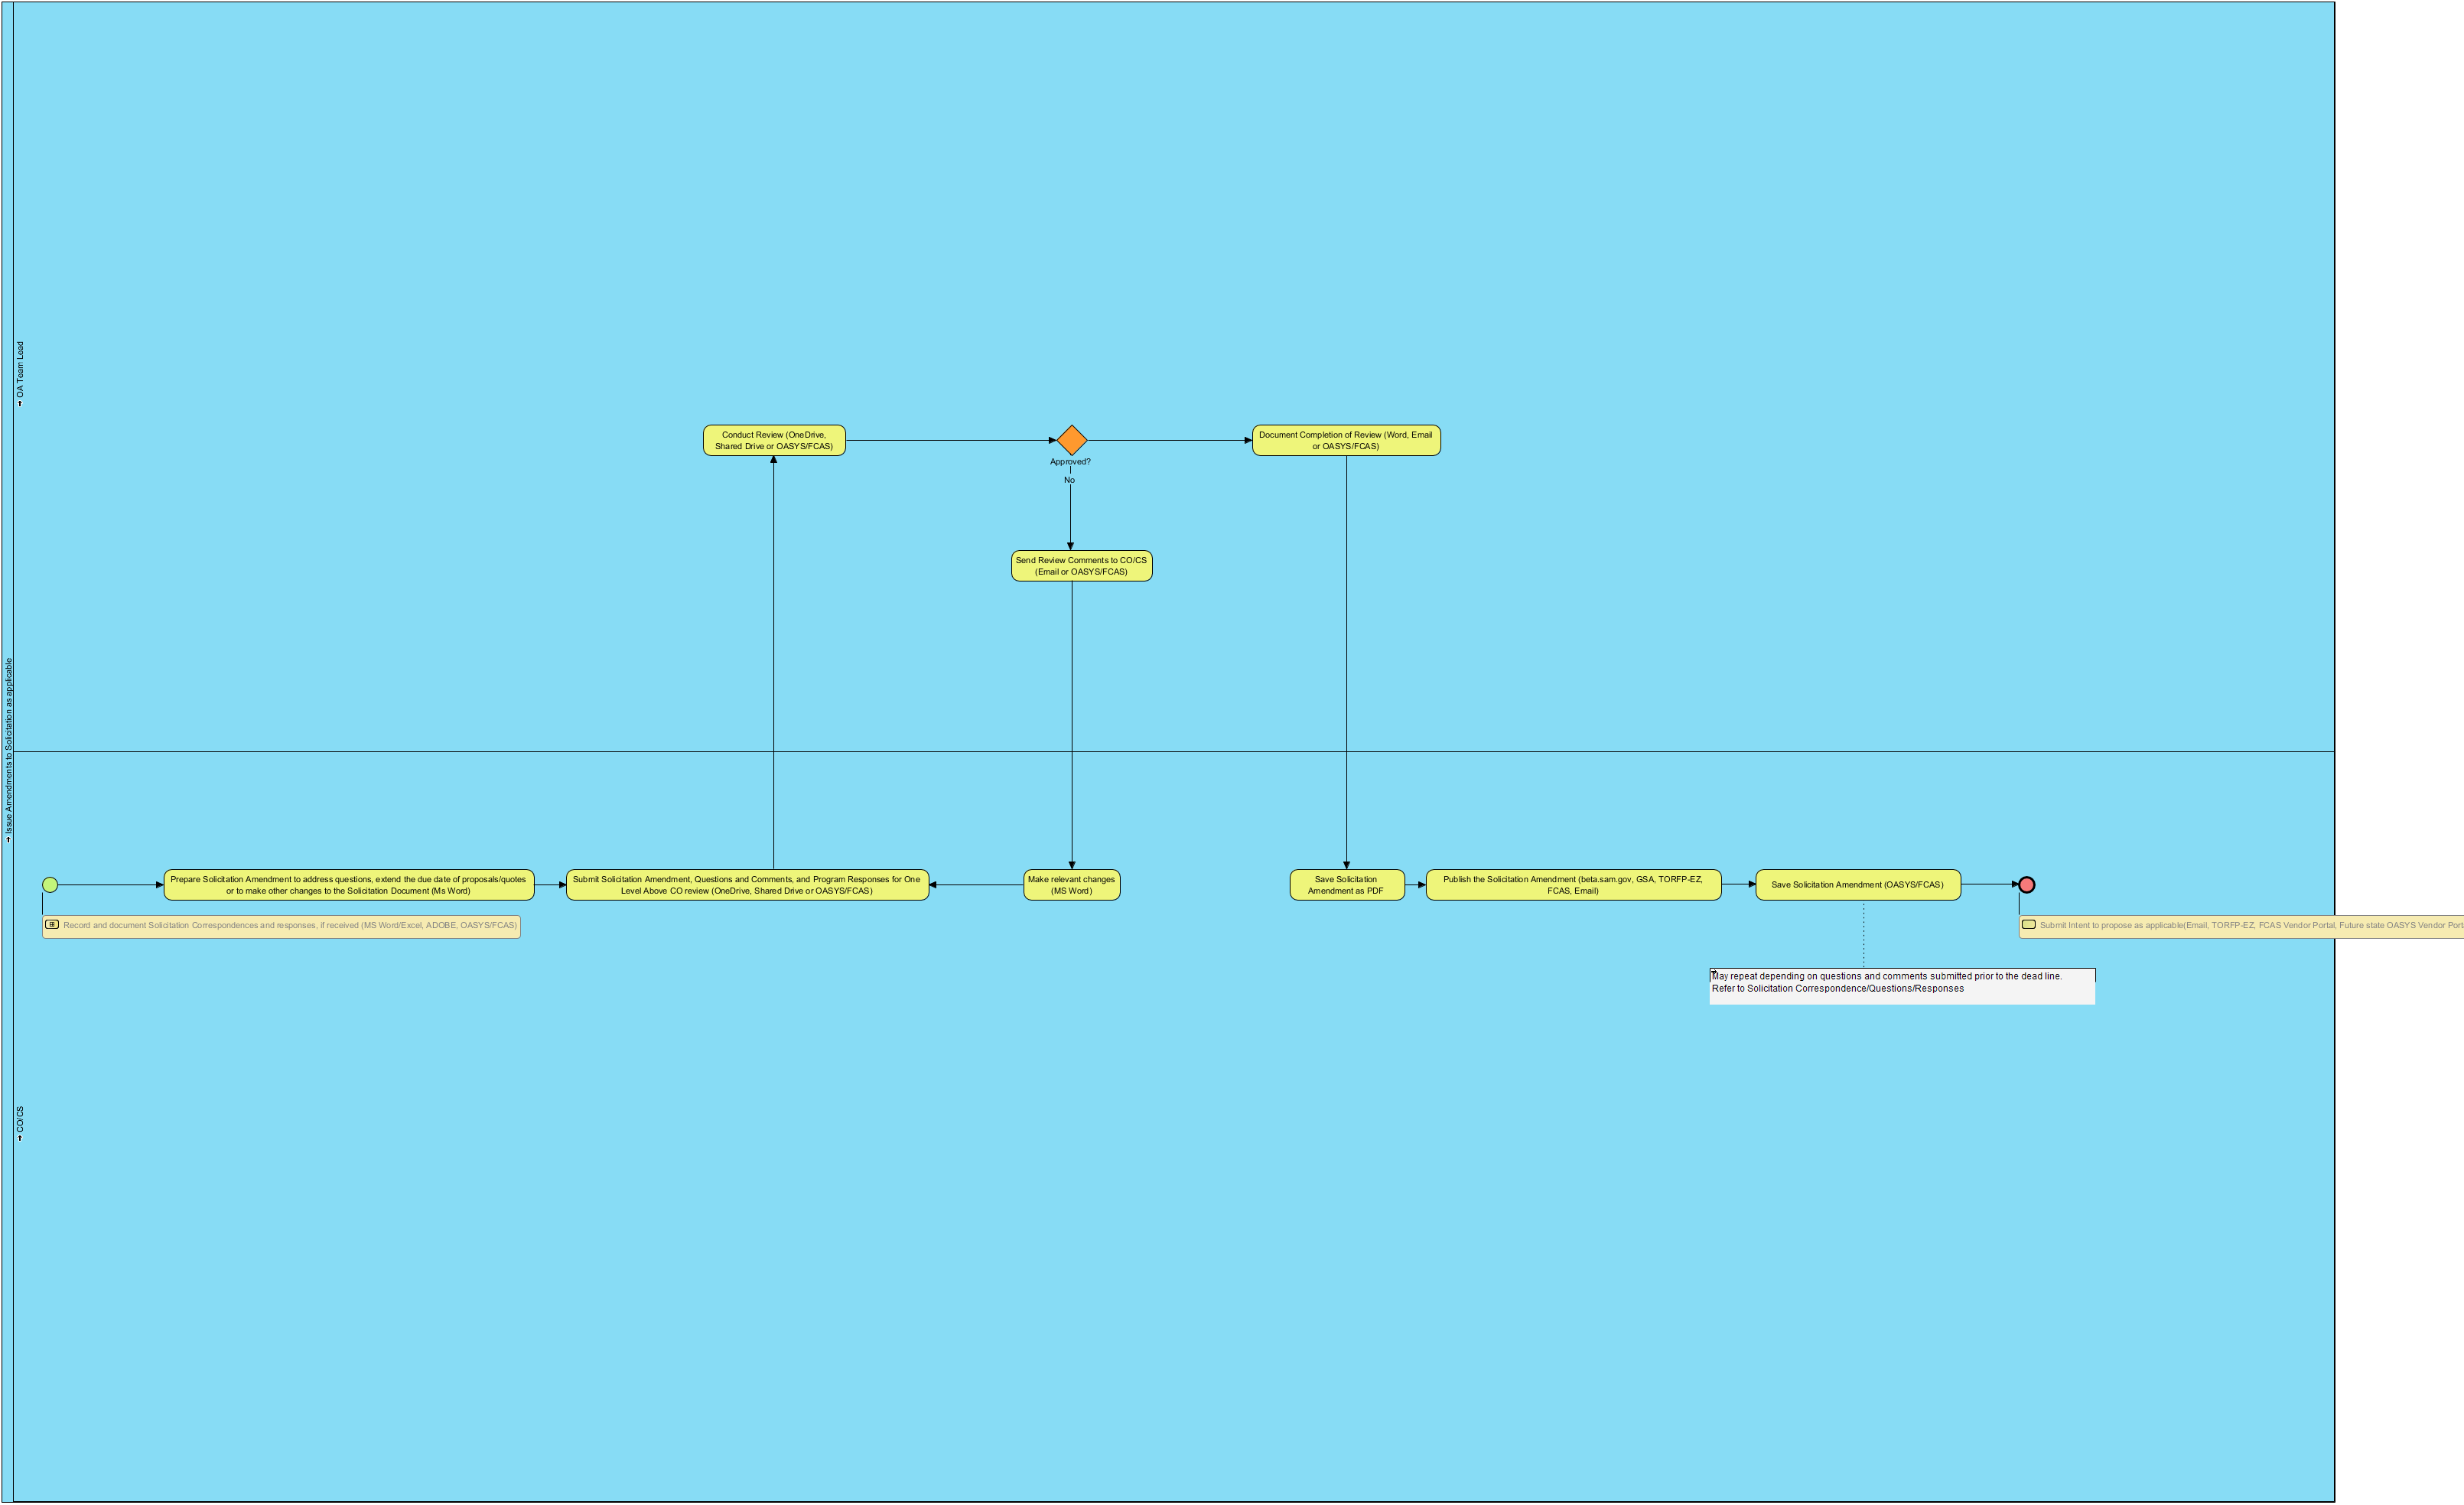 Issue Amendments to Solicitation as applicable
OA Team Lead
Conduct Review (OneDrive,
Shared Drive or OASYS/FCAS)
Approved?
No
Document Completion of Review (Word, Email
or OASYS/FCAS)
Send Review Comments to CO/CS
(Email or OASYS/FCAS)
CO/CS
Prepare Solicitation Amendment to address questions, extend the due date of proposals/quotes
or to make other changes to the Solicitation Document (Ms Word)
Submit Solicitation Amendment, Questions and Comments, and Program Responses for One
Level Above CO review (OneDrive, Shared Drive or OASYS/FCAS)
Make relevant changes
(MS Word)
Save Solicitation
Amendment as PDF
Publish the Solicitation Amendment (beta.sam.gov, GSA, TORFP-EZ,
FCAS, Email)
Save Solicitation Amendment (OASYS/FCAS)
Record and document Solicitation Correspondences and responses, if received (MS Word/Excel, ADOBE, OASYS/FCAS)
Submit Intent to propose as applicable(Email, TORFP-EZ, FCAS Vendor Portal, Future state OASYS Vendor
May repeat depending on questions and comments submitted prior to the dead line.
Refer to Solicitation Correspondence/Questions/Responses